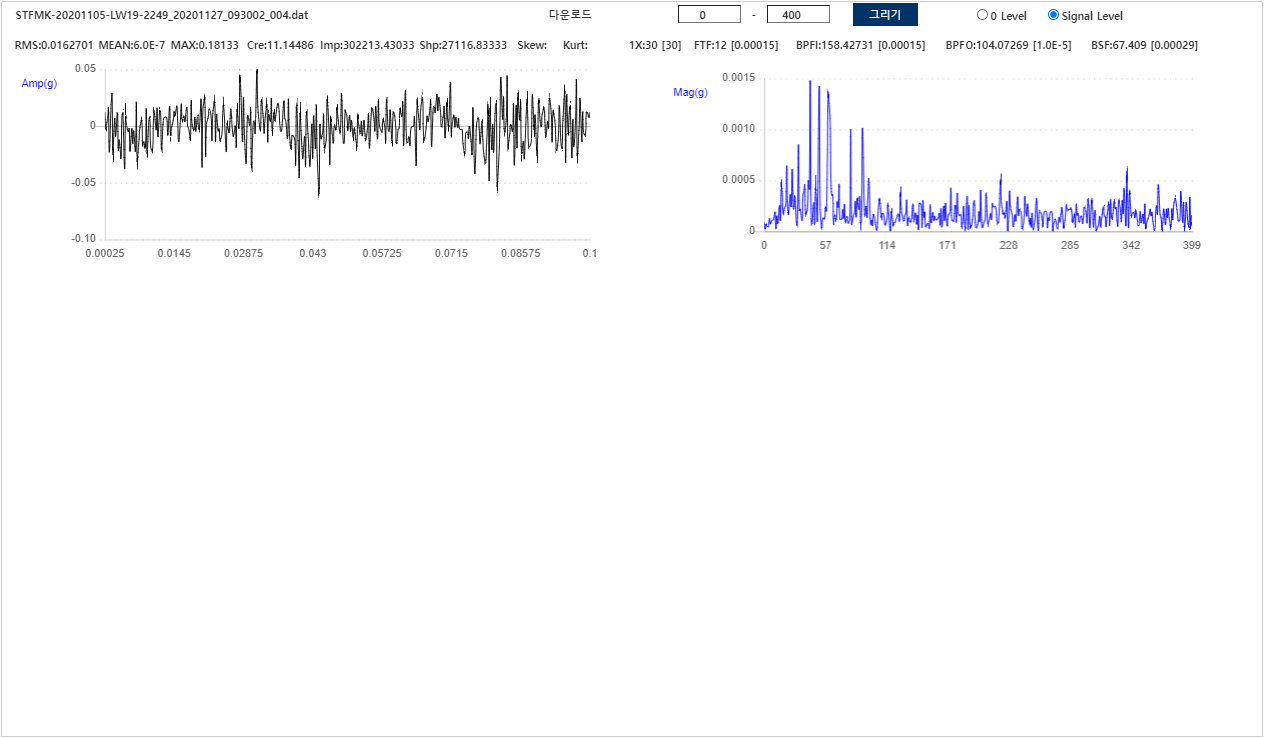 STFMK-20201105-LW19-2249_20201127_093002_004.dat 다운로드 0 - 400 그리기 0 Level Signal Level
RMS:0.0162701 MEAN:6.0E-7 MAX:0.18133 Cre:11.14486 Imp:302213.43033 Shp:27116.83333 Skew: Kurt: 1X:30 [30] FTF:12 [0.00015] BPFI:158.42731 [0.00015] BPFO:104.07269 [1.0E-5] BSF:67.409 [0.00029]
Amp(g)
0.05
0
-0.05
-0.10
0.00025 0.0145 0.02875 0.043 0.05725 0.0715 0.08575 0.1
Mag(g)
0.0015
0.0010
0.0005
0
0 57 114 171 228 285 342 399